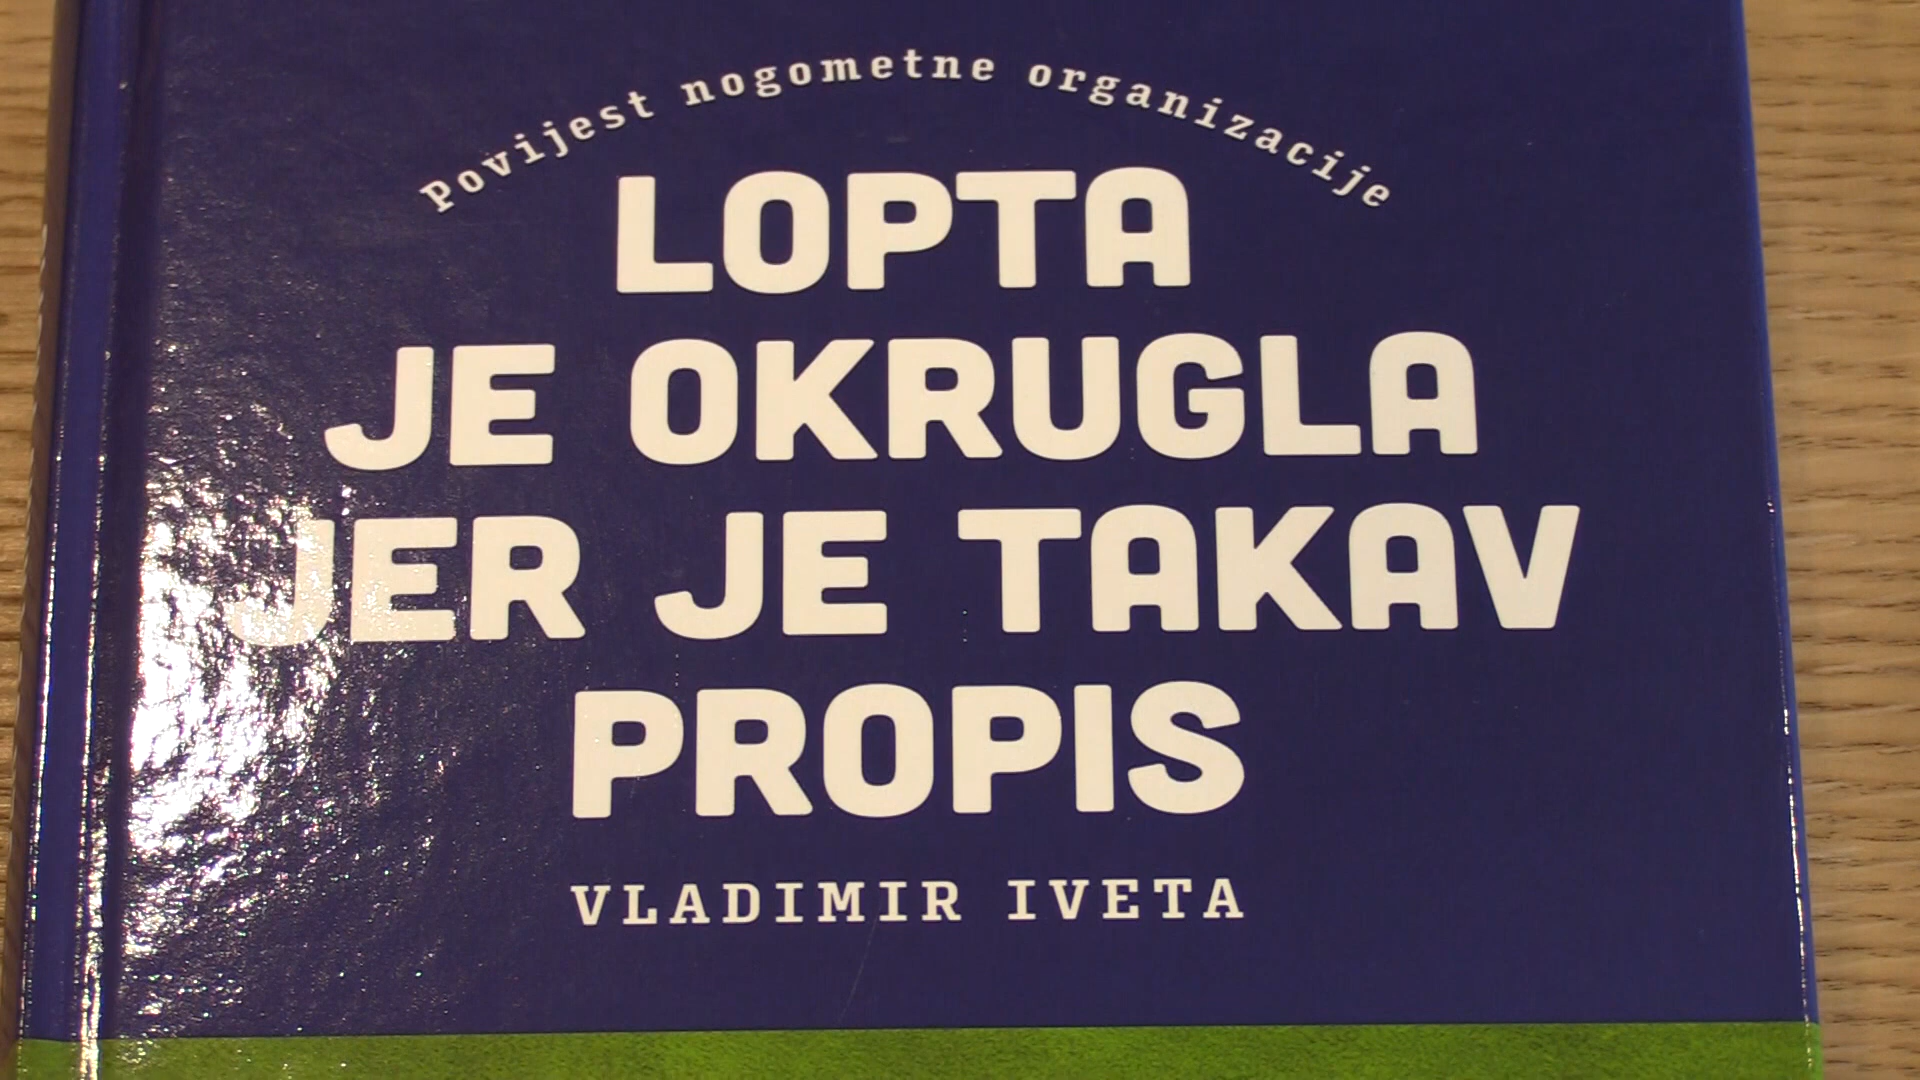 Povijest nogometne organizacije
LOPTA
JE OKRUGLA
JER JE TAKAV
PROPIS
VLADIMIR IVETA